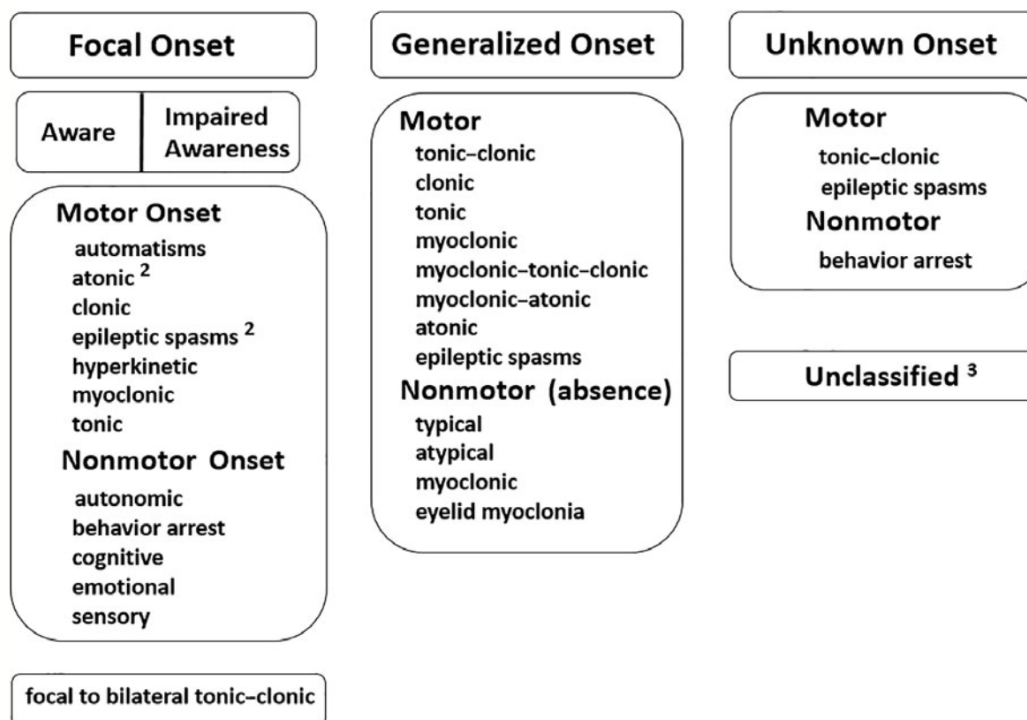 Focal Onset
Aware
Impaired
Awareness
Motor Onset
automatisms
atonic ²
clonic
epileptic spasms ²
hyperkinetic
myoclonic
tonic
Nonmotor Onset
autonomic
behavior arrest
cognitive
emotional
sensory
focal to bilateral tonic–clonic
Generalized Onset
Motor
tonic–clonic
clonic
tonic
myoclonic
myoclonic–tonic–clonic
myoclonic–atonic
atonic
epileptic spasms
Nonmotor (absence)
typical
atypical
myoclonic
eyelid myoclonia
Unknown Onset
Motor
tonic–clonic
epileptic spasms
Nonmotor
behavior arrest
Unclassified ³